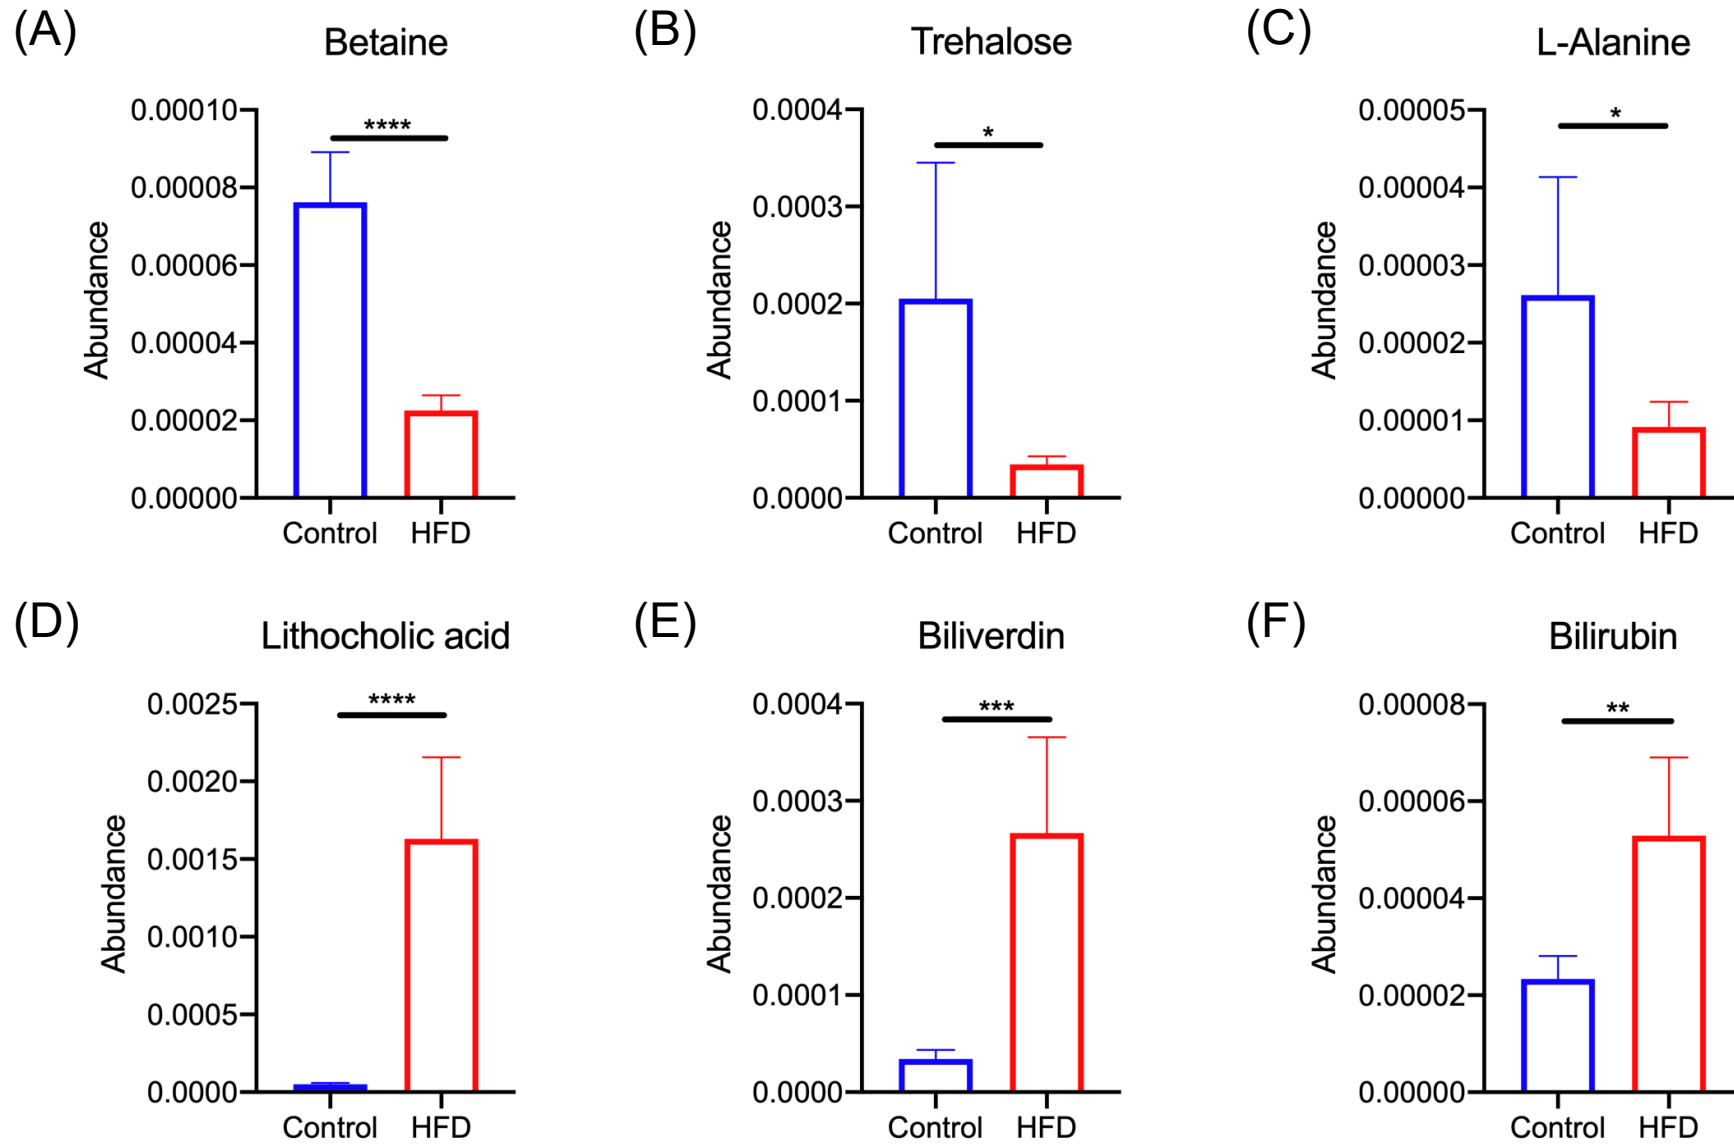 (A)
Betaine
0.00010
0.00008
0.00006
0.00004
0.00002
0.00000
Abundance
****
Control
HFD
(B)
Trehalose
0.0004
0.0003
0.0002
0.0001
0.0000
Abundance
*
Control
HFD
(C)
L-Alanine
0.00005
0.00004
0.00003
0.00002
0.00001
0.00000
Abundance
*
Control
HFD
(D)
Lithocholic acid
0.0025
0.0020
0.0015
0.0010
0.0005
0.0000
Abundance
****
Control
HFD
(E)
Biliverdin
0.0004
0.0003
0.0002
0.0001
0.0000
Abundance
***
Control
HFD
(F)
Bilirubin
0.00008
0.00006
0.00004
0.00002
0.00000
Abundance
**
Control
HFD